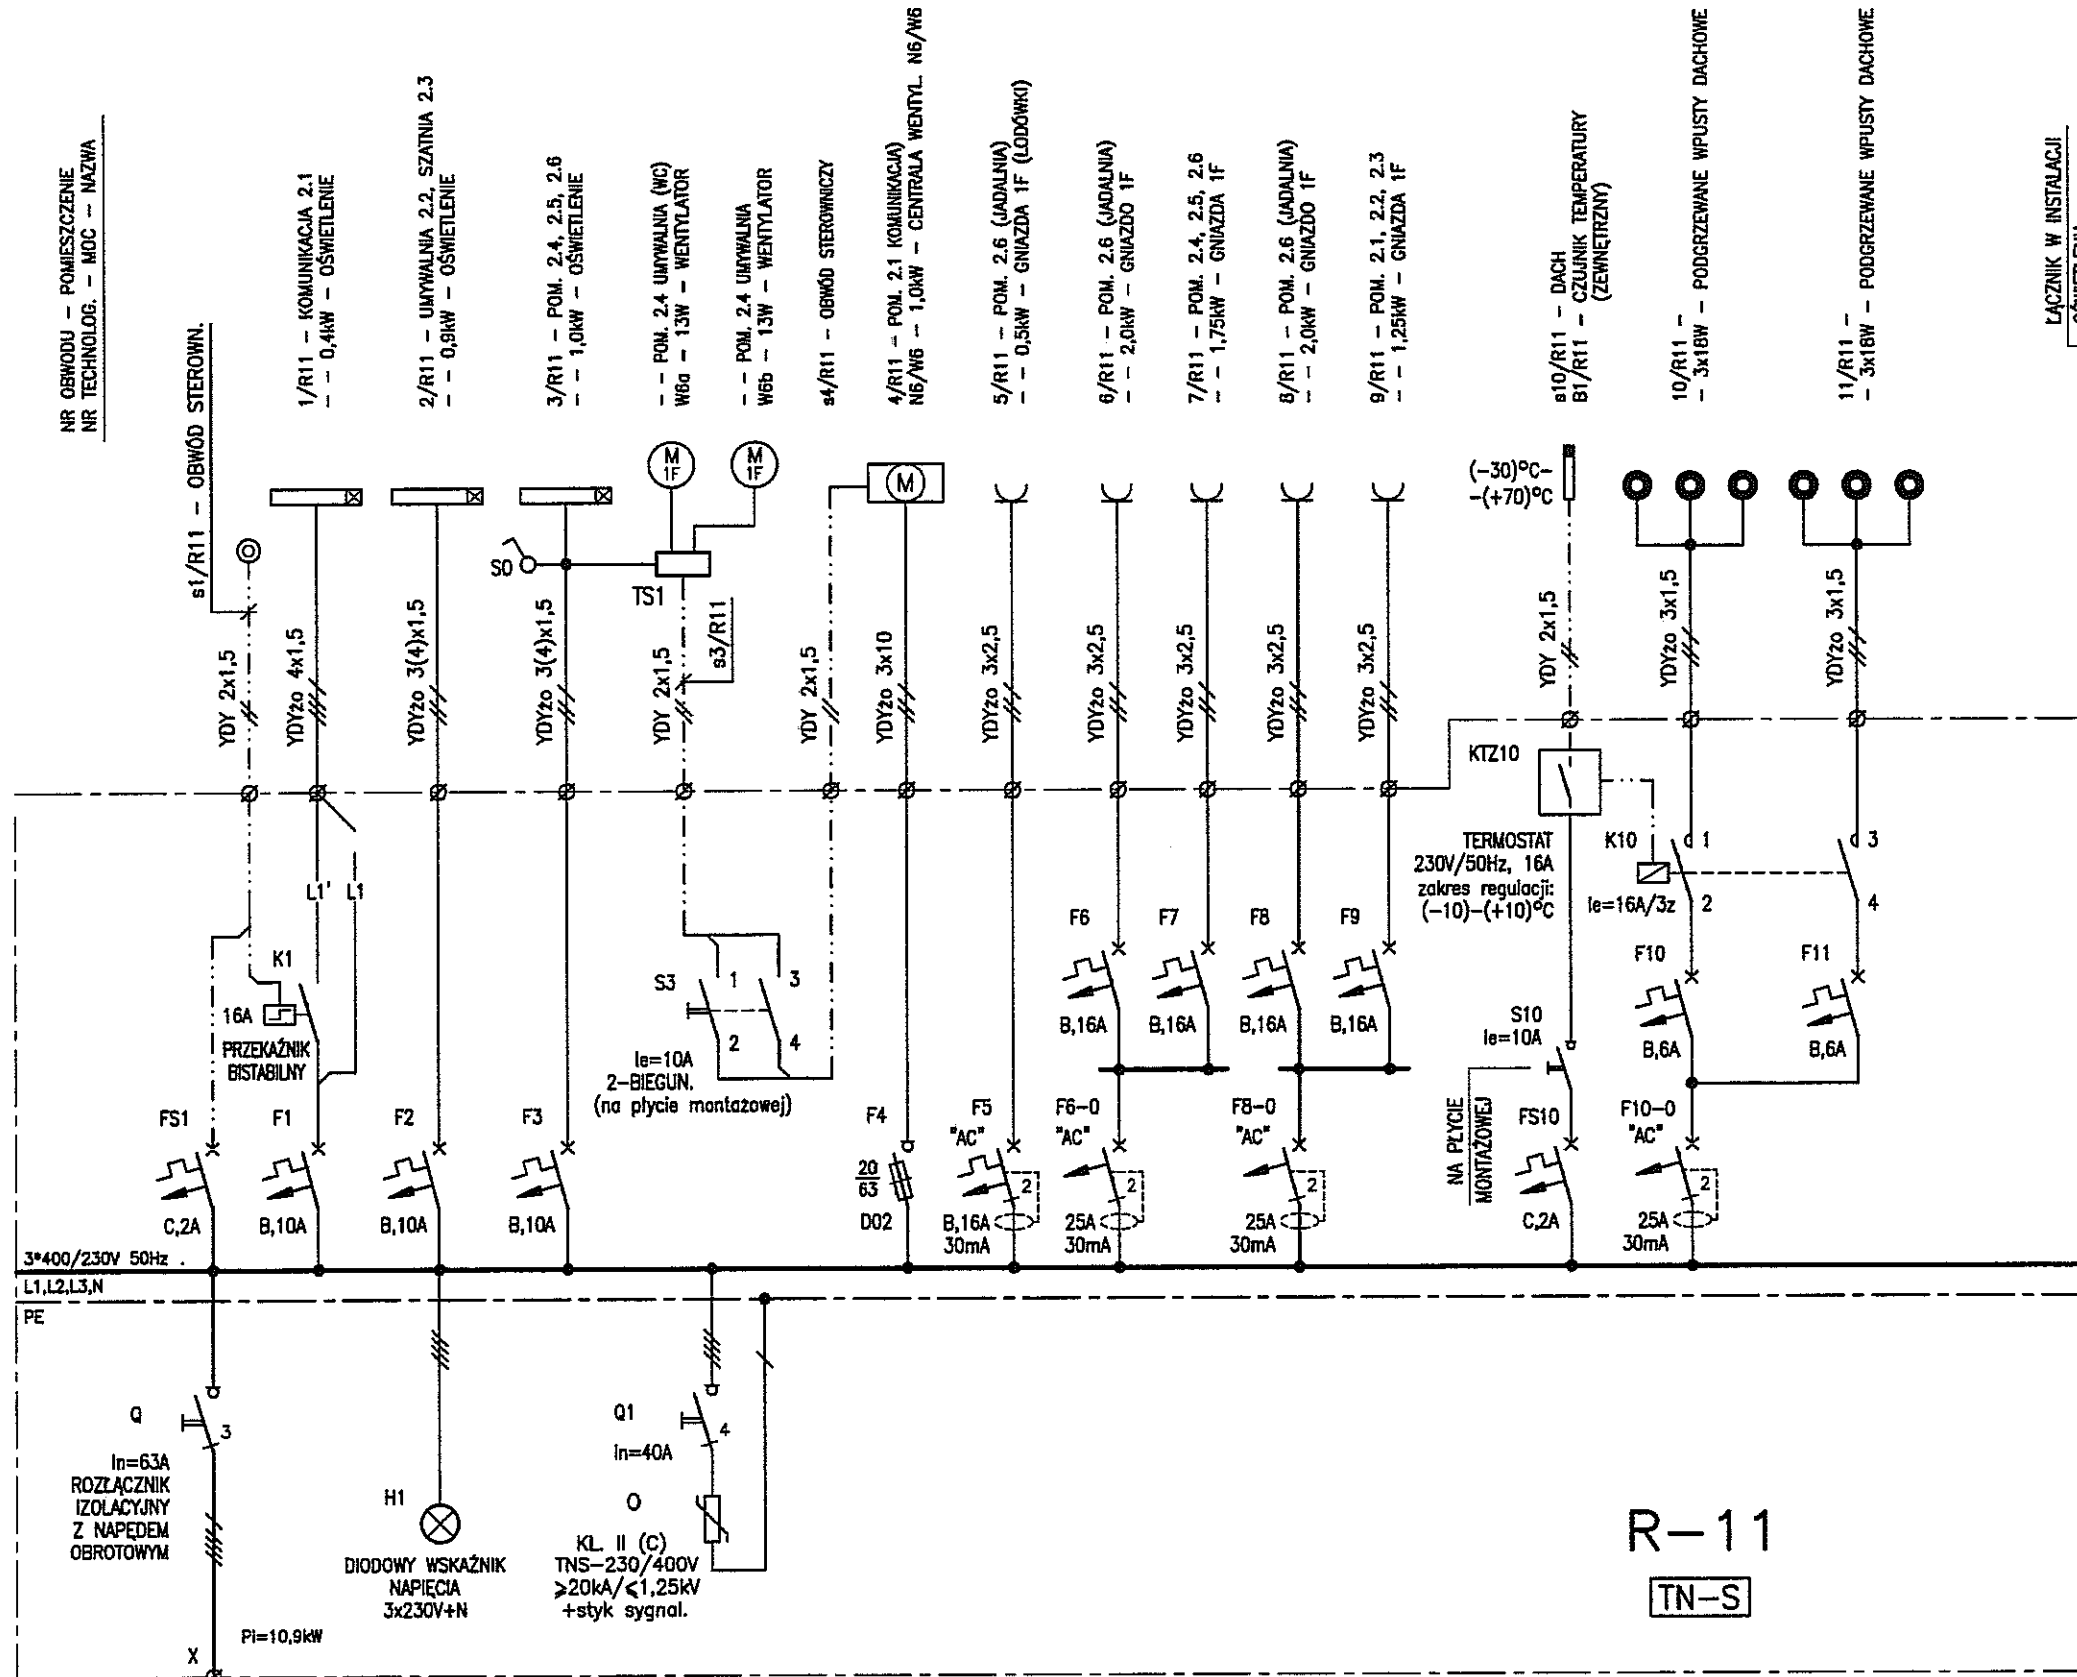 NR OBWODU – POMIESZCZENIE
NR TECHNOLOG. – MOC – NAZWA
s1/R11 – OBWÓD STEROWN.
1/R11 – KOMUNIKACJA 2.1
– – 0,4kW – OŚWIETLENIE
2/R11 – UMYWALNIA 2.2, SZATNIA 2.3
– – 0,9kW – OŚWIETLENIE
3/R11 – POM. 2.4, 2.5, 2.6
– – 1,0kW – OŚWIETLENIE
– – POM. 2.4 UMYWALNIA (WC)
W6a – 13W – WENTYLATOR
– – POM. 2.4 UMYWALNIA
W6b – 13W – WENTYLATOR
s4/R11 – OBWÓD STEROWNICZY
4/R11 – POM. 2.1 KOMUNIKACJA)
N6/W6 – 1,0kW – CENTRALA WENTYL. N6/W6
5/R11 – POM. 2.6 (JADALNIA)
– – 0,5kW – GNIAZDA 1F (LODÓWKI)
6/R11 – POM. 2.6 (JADALNIA)
– – 2,0kW – GNIAZDO 1F
7/R11 – POM. 2.4, 2.5, 2.6
– – 1,75kW – GNIAZDA 1F
8/R11 – POM. 2.6 (JADALNIA)
– – 2,0kW – GNIAZDO 1F
9/R11 – POM. 2.1, 2.2, 2.3
– – 1,25kW – GNIAZDA 1F
s10/R11 – DACH
B1/R11 – CZUJNIK TEMPERATURY
(ZEWNĘTRZNY)
10/R11 –
– 3x18W – PODGRZEWANE WPUSTY DACHOWE
11/R11 –
– 3x18W – PODGRZEWANE WPUSTY DACHOWE
ŁĄCZNIK W INSTALACJI
M
1F
M
1F
M
(-30)°C-
-(+70)°C
S0
TS1
s3/R11
YDY 2x1,5
YDYżo 4x1,5
YDYżo 3(4)x1,5
YDYżo 3(4)x1,5
YDY 2x1,5
YDY 2x1,5
YDYżo 3x10
YDYżo 3x2,5
YDYżo 3x2,5
YDYżo 3x2,5
YDYżo 3x2,5
YDYżo 3x2,5
YDY 2x1,5
YDYżo 3x1,5
YDYżo 3x1,5
KTZ10
TERMOSTAT
230V/50Hz, 16A
zakres regulacji:
(-10)-(+10)°C
K10
1
3
Ie=16A/3z
2
4
L1' L1
K1
16A
PRZEKAŹNIK
BISTABILNY
S3
1
3
2
4
Ie=10A
2-BIEGUN.
(na płycie montażowej)
F6
F7
F8
F9
B,16A
B,16A
B,16A
B,16A
F10
F11
B,6A
B,6A
S10
Ie=10A
NA PŁYCIE
MONTAŻOWEJ
FS1
F1
F2
F3
F4
F5
"AC"
F6-0
"AC"
F8-0
"AC"
FS10
F10-0
"AC"
C,2A
B,10A
B,10A
B,10A
20
63
D02
2
B,16A
30mA
2
25A
30mA
2
25A
30mA
C,2A
2
25A
30mA
3*400/230V 50Hz .
L1,L2,L3,N
PE
Q
3
In=63A
ROZŁĄCZNIK
IZOLACYJNY
Z NAPĘDEM
OBROTOWYM
H1
DIODOWY WSKAŹNIK
NAPIĘCIA
3x230V+N
Q1
4
In=40A
O
KL. II (C)
TNS-230/400V
≥20kA/≤1,25kV
+styk sygnal.
Pi=10,9kW
X
R-11
TN-S